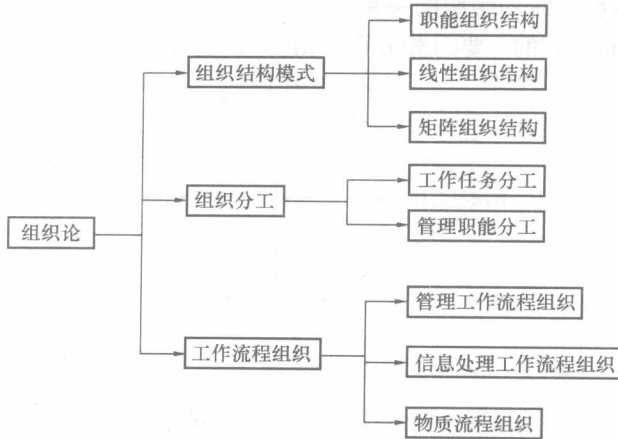 职能组织结构
组织结构模式
线性组织结构
矩阵组织结构
工作任务分工
组织分工
管理职能分工
组织论
管理工作流程组织
工作流程组织
信息处理工作流程组织
物质流程组织